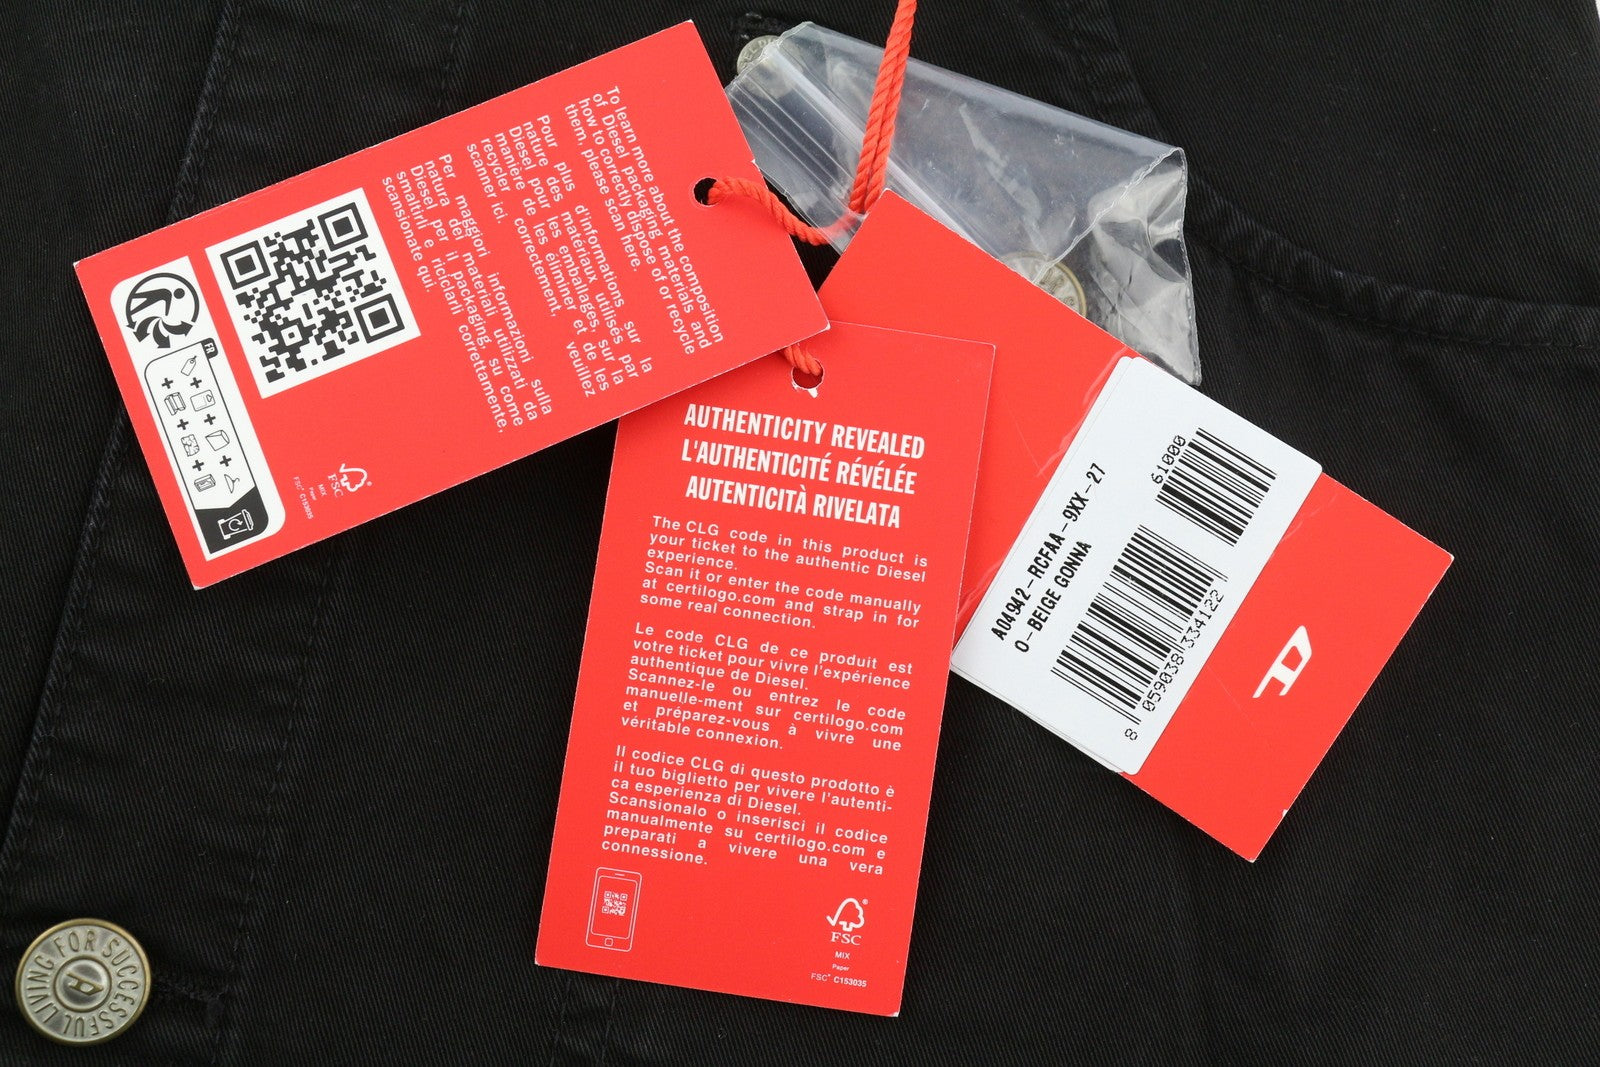 To learn more about the composition
of Diesel packaging materials and
how to correctly dispose of or recycle
them, please scan here.
Pour plus d'informations sur la
nature des matériaux utilisés par
Diesel pour les emballages, sur la
manière de les éliminer et de les
recycler correctement, veuillez
scanner ici.
Per maggiori informazioni sulla
natura dei materiali utilizzati da
Diesel per il packaging, su come
smaltirli e riciclarli correttamente,
scansionate qui.
FR
FSC®
MIX
Paper
FSC® C153035
AUTHENTICITY REVEALED
L'AUTHENTICITÉ RÉVÉLÉE
AUTENTICITÀ RIVELATA
The CLG code in this product is
your ticket to the authentic Diesel
experience.
Scan it or enter the code manually
at certilogo.com and strap in for
some real connection.
Le code CLG de ce produit est
votre ticket pour vivre l'expérience
authentique de Diesel.
Scannez-le ou entrez le code
manuelle-ment sur certilogo.com
et préparez-vous à vivre une
véritable connexion.
Il codice CLG di questo prodotto è
il tuo biglietto per vivere l'autenti-
ca esperienza di Diesel.
Scansionalo o inserisci il codice
manualmente su certilogo.com e
preparati a vivere una vera
connessione.
FSC®
MIX
Paper
FSC® C153035
A04942-RCFAA-9XX-27
O-BEIGE GONNA
61000
8 059038 334122
D
LIVING FOR SUCCESSFUL
D